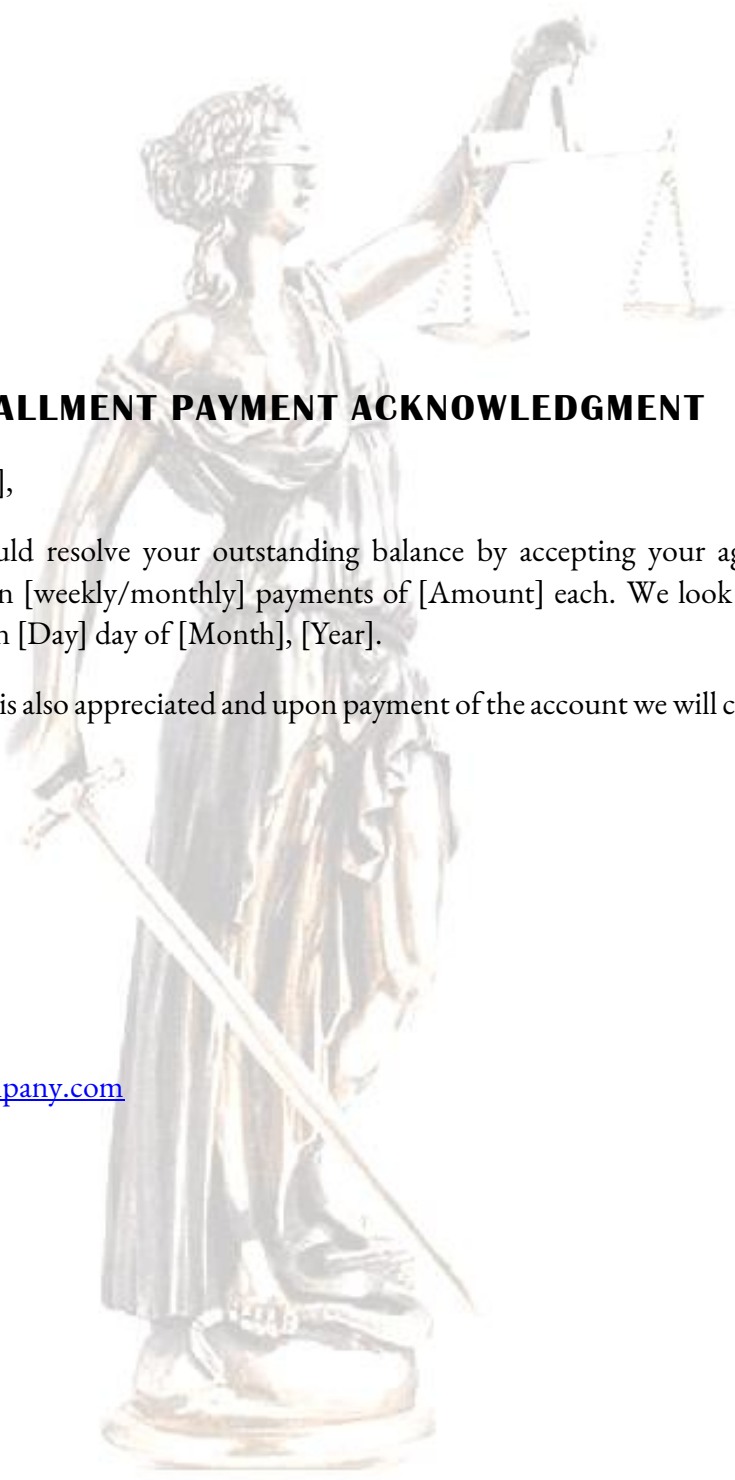 ALLMENT PAYMENT ACKNOWLEDGMENT
],
uld resolve your outstanding balance by accepting your ag
n [weekly/monthly] payments of [Amount] each. We look
n [Day] day of [Month], [Year].
is also appreciated and upon payment of the account we will c
mpany.com